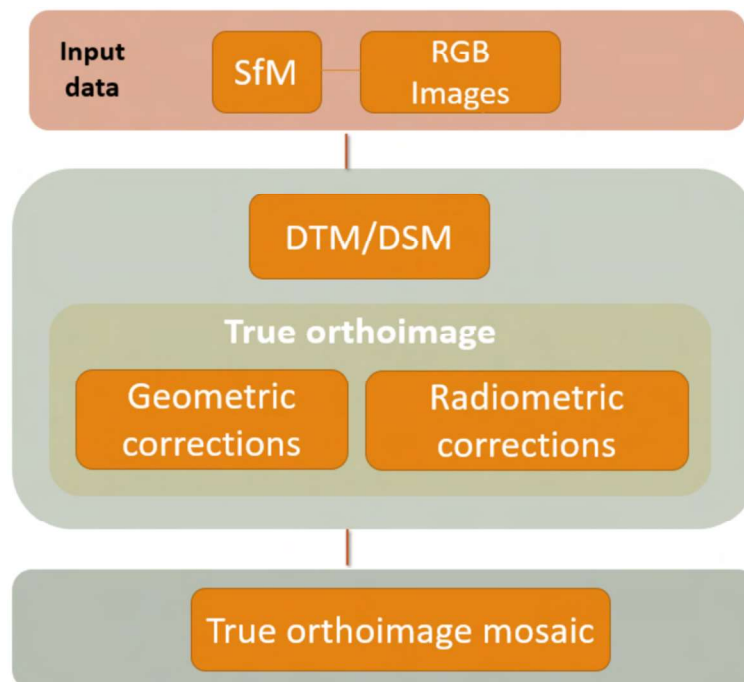 Input
data
SfM
RGB
Images
DTM/DSM
True orthoimage
Geometric
corrections
Radiometric
corrections
True orthoimage mosaic